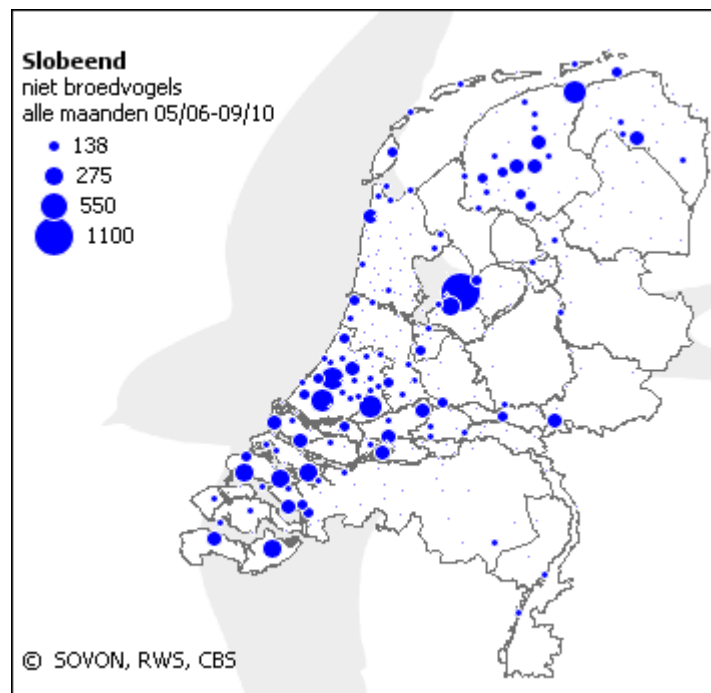 Slobeend
niet broedvogels
alle maanden 05/06-09/10
138
275
550
1100
© SOVON, RWS, CBS